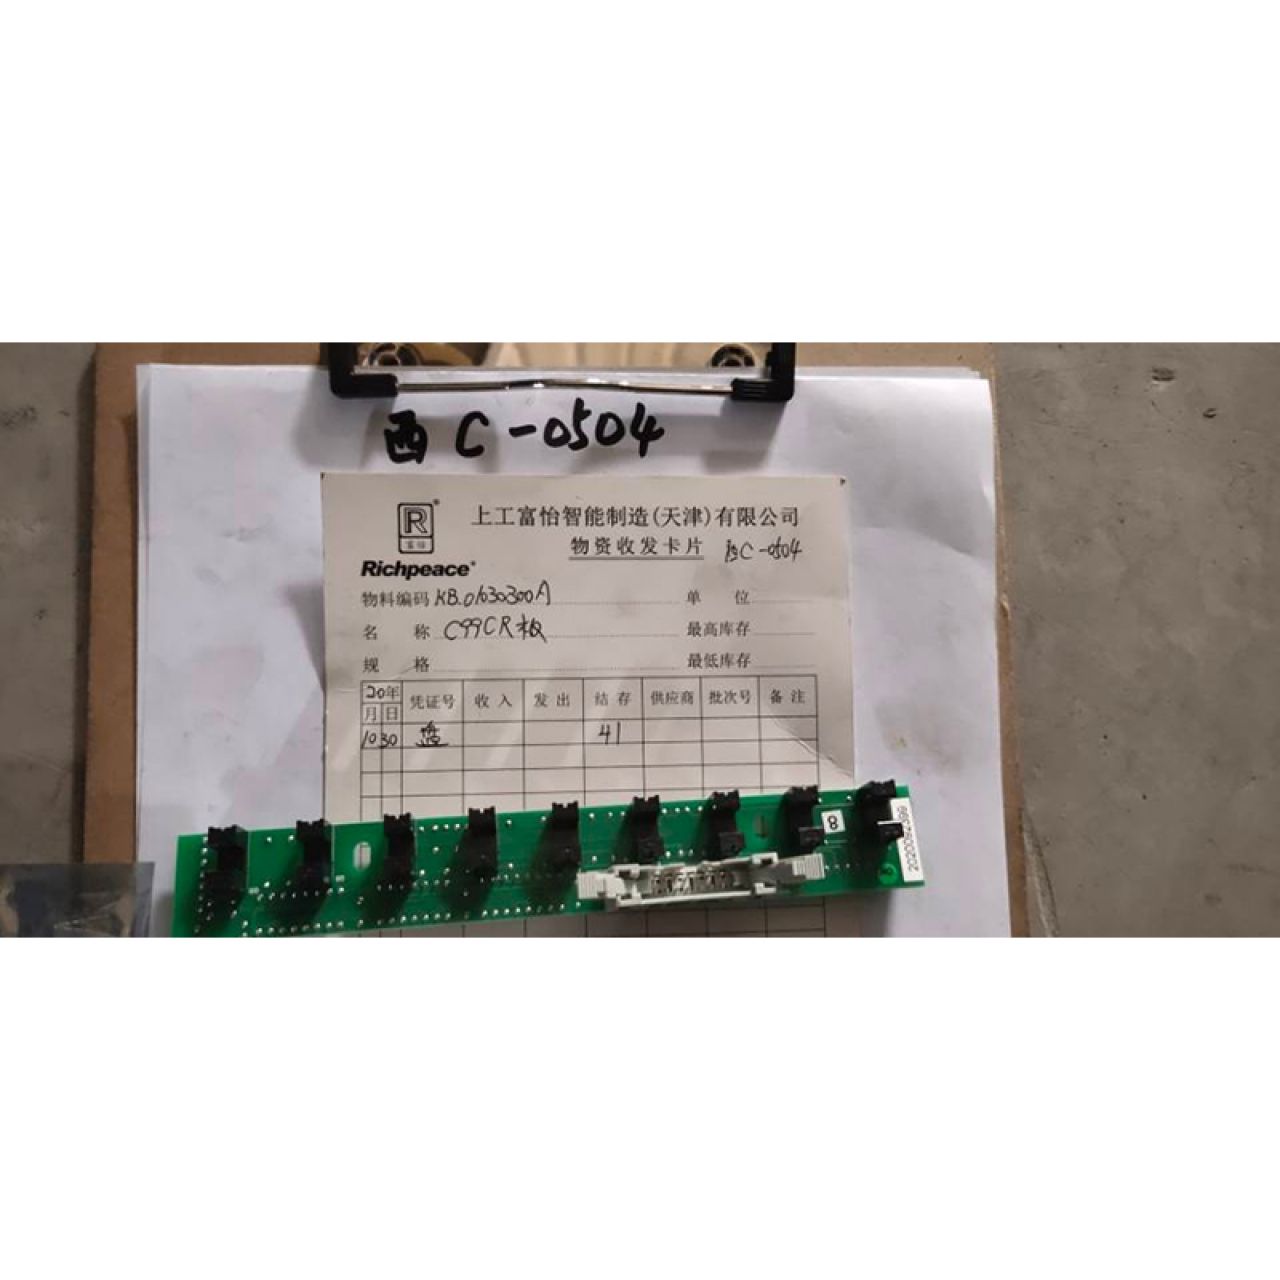 西 C-0504
上工富怡智能制造(天津)有限公司
R®
富怡
物资收发卡片 西C-0504
Richpeace®
物料编码 KB.01030300A 单 位
名 称 C99CR板 最高库存
规 格 最低库存
20年 凭证号 收入 发出 结存 供应商 批次号 备注
月 日
10 30 盘 41
8